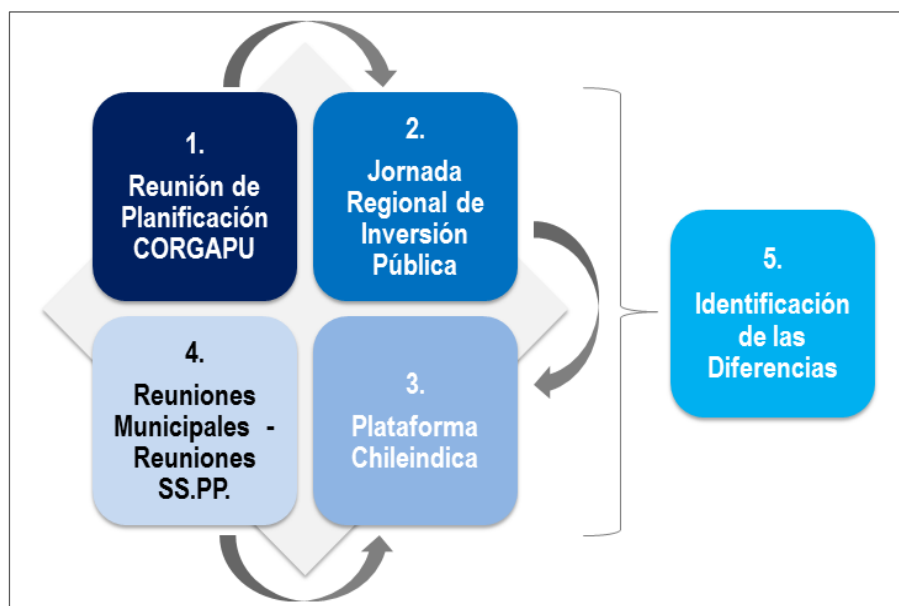 1.
Reunión de
Planificación
CORGAPU
2.
Jornada
Regional de
Inversión
Pública
3.
Plataforma
Chileindica
4.
Reuniones
Municipales -
Reuniones
SS.PP.
5.
Identificación
de las
Diferencias